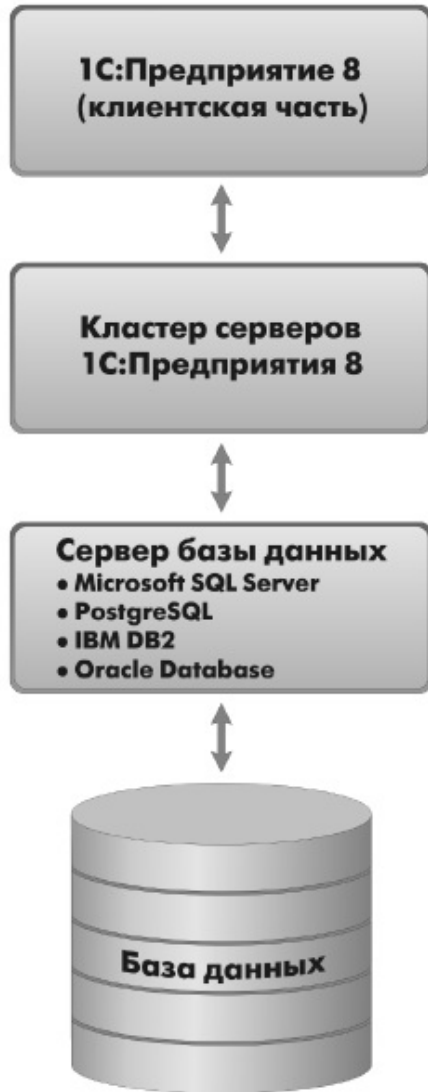 1С:Предприятие 8
(клиентская часть)
Кластер серверов
1С:Предприятия 8
Сервер базы данных
• Microsoft SQL Server
• PostgreSQL
• IBM DB2
• Oracle Database
База данных